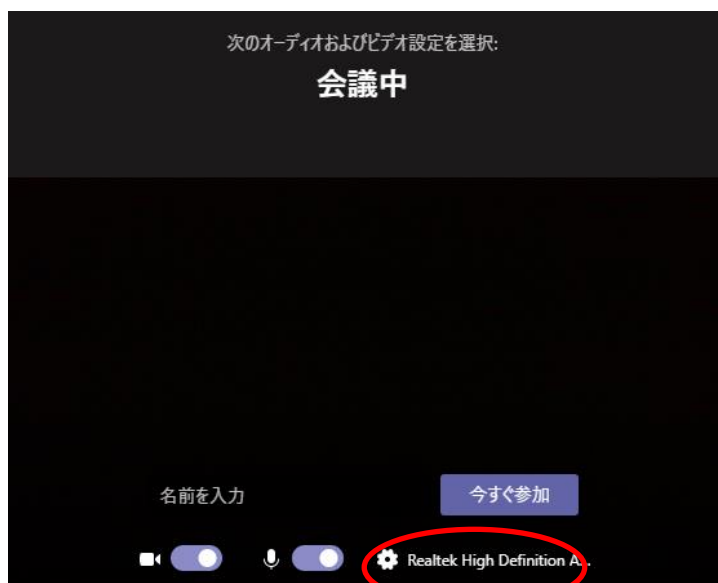 次のオーディオおよびビデオ設定を選択:
会議中
名前を入力
今すぐ参加
Realtek High Definition A...